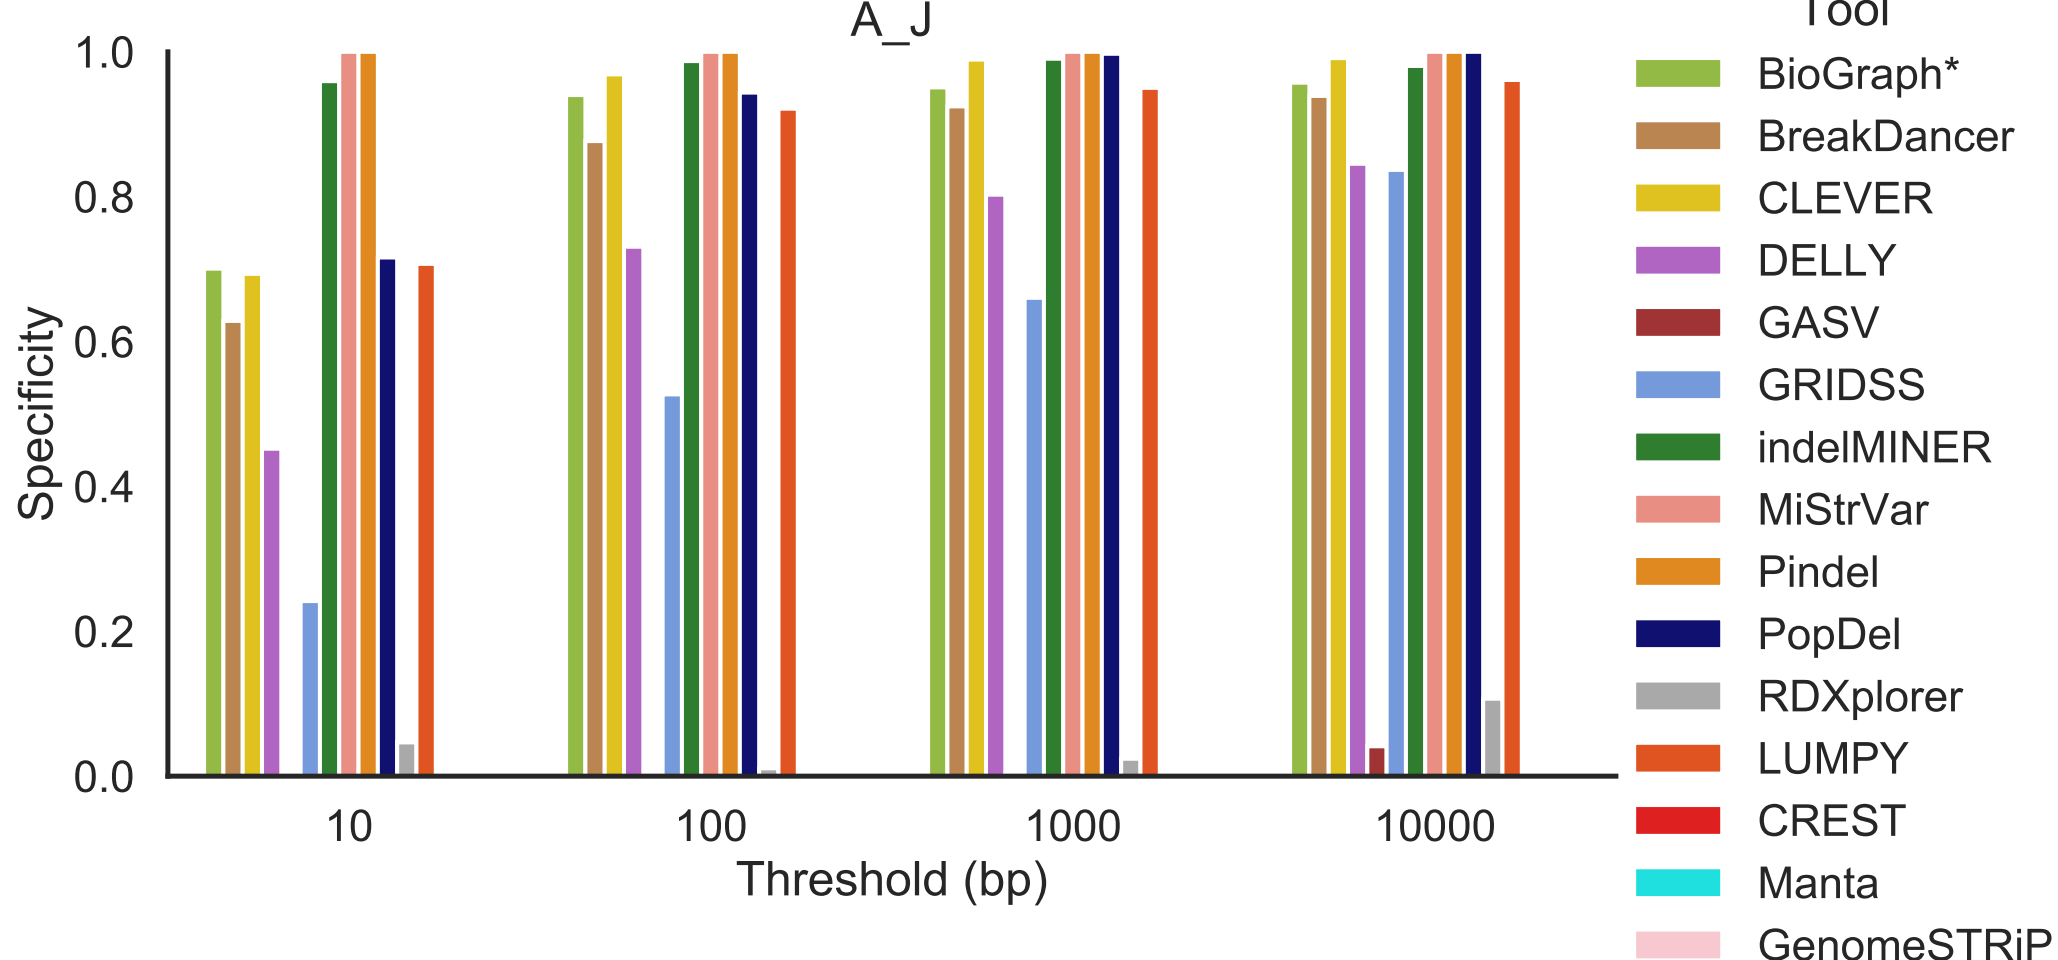 A_J
Tool
1.0
0.8
0.6
0.4
0.2
0.0
Specificity
10
100
1000
10000
Threshold (bp)
BioGraph*
BreakDancer
CLEVER
DELLY
GASV
GRIDSS
indelMINER
MiStrVar
Pindel
PopDel
RDXplorer
LUMPY
CREST
Manta
GenomeSTRiP